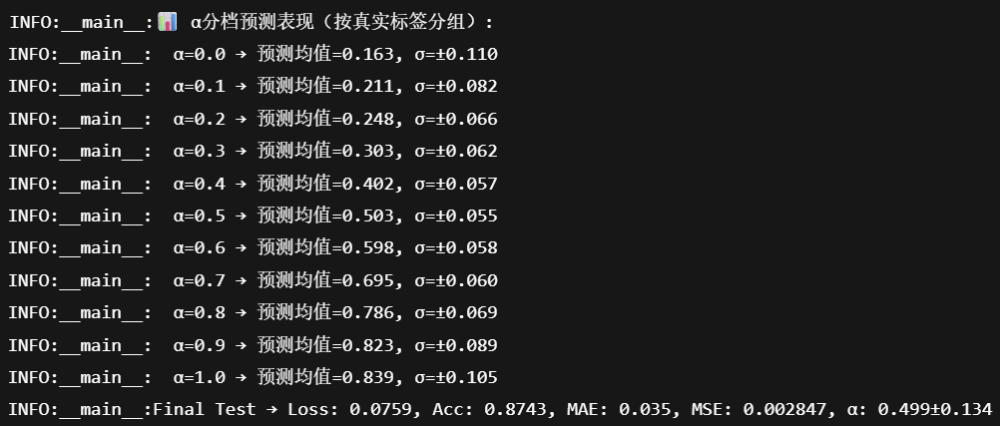 INFO:__main__:📊 α分档预测表现（按真实标签分组）:
INFO:__main__:  α=0.0 → 预测均值=0.163, σ=±0.110
INFO:__main__:  α=0.1 → 预测均值=0.211, σ=±0.082
INFO:__main__:  α=0.2 → 预测均值=0.248, σ=±0.066
INFO:__main__:  α=0.3 → 预测均值=0.303, σ=±0.062
INFO:__main__:  α=0.4 → 预测均值=0.402, σ=±0.057
INFO:__main__:  α=0.5 → 预测均值=0.503, σ=±0.055
INFO:__main__:  α=0.6 → 预测均值=0.598, σ=±0.058
INFO:__main__:  α=0.7 → 预测均值=0.695, σ=±0.060
INFO:__main__:  α=0.8 → 预测均值=0.786, σ=±0.069
INFO:__main__:  α=0.9 → 预测均值=0.823, σ=±0.089
INFO:__main__:  α=1.0 → 预测均值=0.839, σ=±0.105
INFO:__main__:Final Test → Loss: 0.0759, Acc: 0.8743, MAE: 0.035, MSE: 0.002847, α: 0.499±0.134